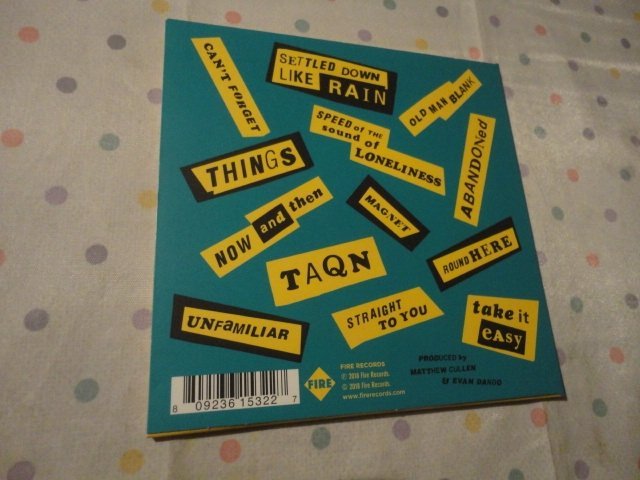 CAN'T FORGET
SETTLED DOWN
LIKE RAIN
OLD MAN BLANK
SPEED of THE
sound of
LONELINESS
ABANDONEd
THINGS
NOW and then
MAGNET
ROUND HERE
TAQN
UNFaMILIAR
STRAIGHT
TO YOU
take it
eAsy
PRODUCED by
MATTHEW CULLEN
& EVAN DANDO
FIRE
FIRE RECORDS
℗ 2018 Fire Records.
© 2018 Fire Records.
www.firerecords.com
8 09236 15322 7